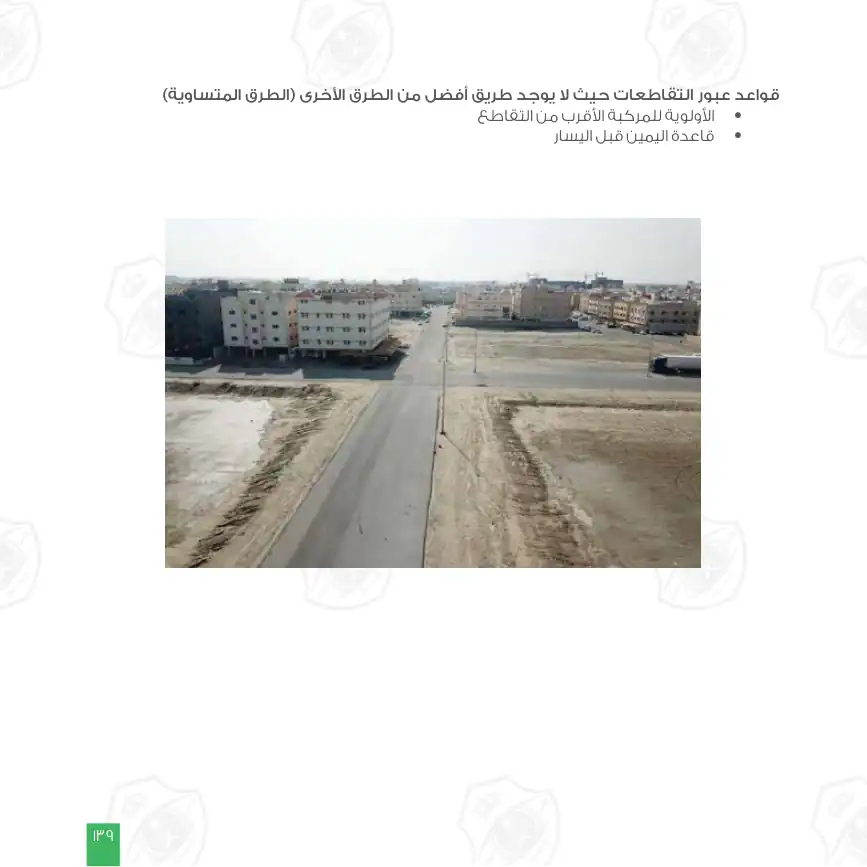 قواعد عبور التقاطعات حيث لا يوجد طريق أفضل من الطرق الأخرى (الطرق المتساوية)
• الأولوية للمركبة الأقرب من التقاطع
• قاعدة اليمين قبل اليسار
١٣٩